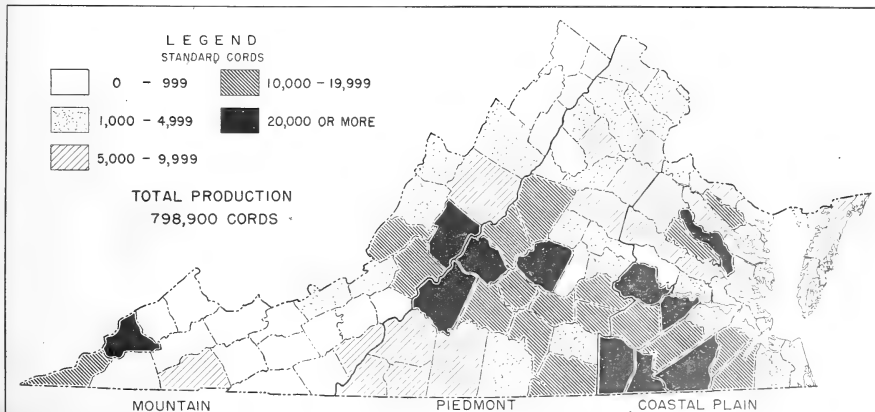 LEGEND
STANDARD CORDS
0 - 999
10,000 - 19,999
1,000 - 4,999
20,000 OR MORE
5,000 - 9,999
TOTAL PRODUCTION
798,900 CORDS
MOUNTAIN
PIEDMONT
COASTAL PLAIN